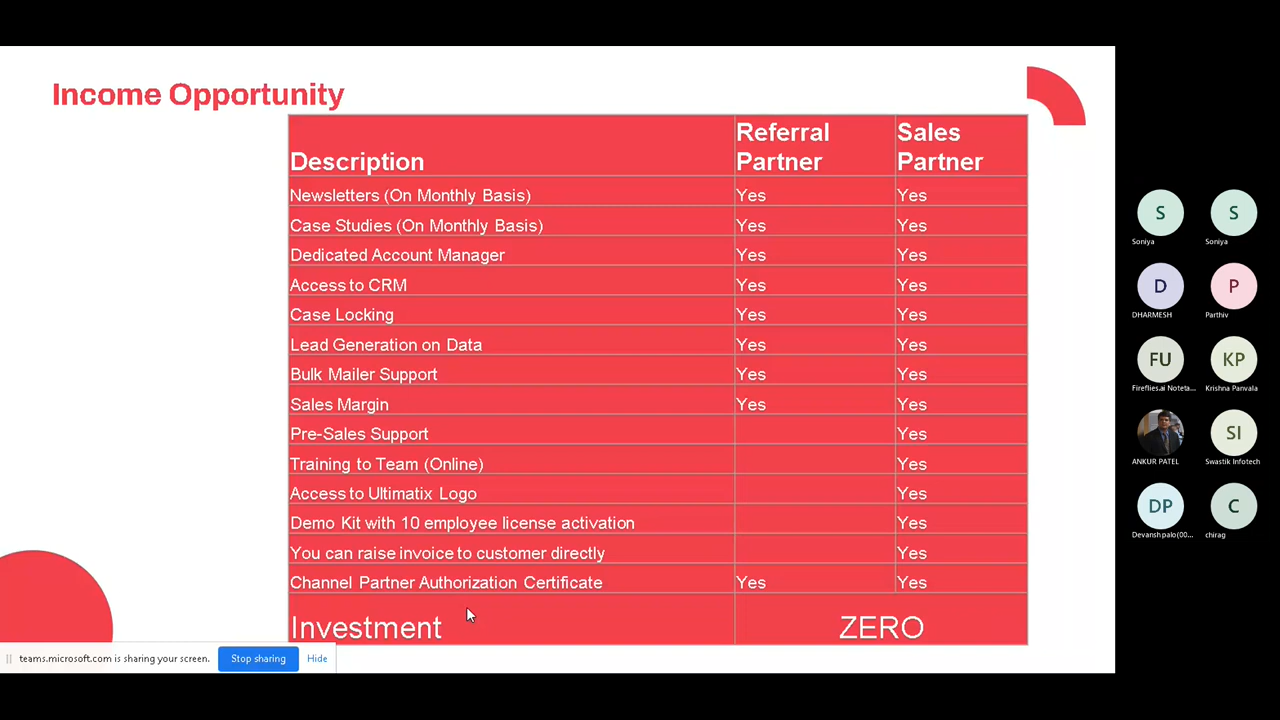 Income Opportunity
Description Referral Partner Sales Partner
Newsletters (On Monthly Basis) Yes Yes
Case Studies (On Monthly Basis) Yes Yes
Dedicated Account Manager Yes Yes
Access to CRM Yes Yes
Case Locking Yes Yes
Lead Generation on Data Yes Yes
Bulk Mailer Support Yes Yes
Sales Margin Yes Yes
Pre-Sales Support Yes
Training to Team (Online) Yes
Access to Ultimatix Logo Yes
Demo Kit with 10 employee license activation Yes
You can raise invoice to customer directly Yes
Channel Partner Authorization Certificate Yes Yes
Investment ZERO
teams.microsoft.com is sharing your screen. Stop sharing Hide
S S
Soniya Soniya
D P
DHARMESH Parthiv
FU KP
Fireflies.ai Noteta... Krishna Panvala
SI
ANKUR PATEL Swastik Infotech
DP C
Devanshpalo(00... chirag